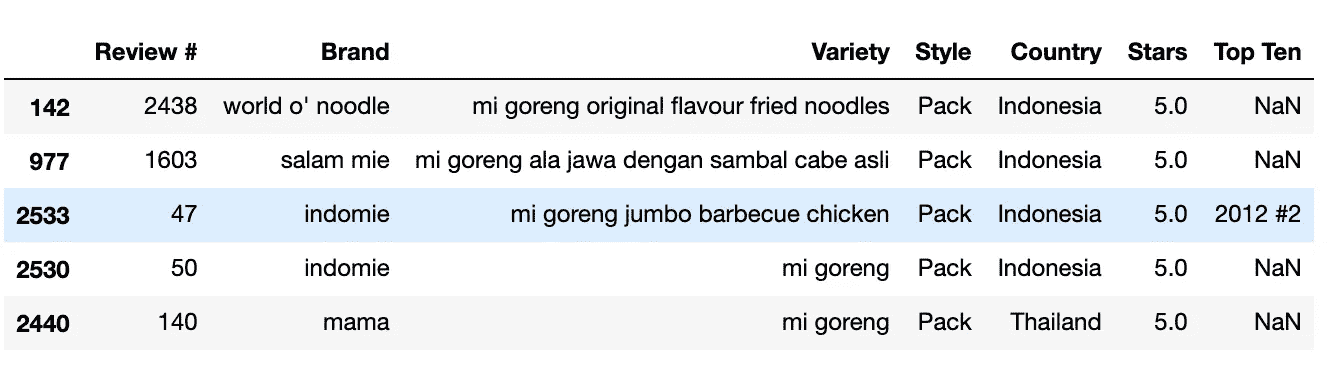 Review # Brand Variety Style Country Stars Top Ten
142 2438 world o' noodle mi goreng original flavour fried noodles Pack Indonesia 5.0 NaN
977 1603 salam mie mi goreng ala jawa dengan sambal cabe asli Pack Indonesia 5.0 NaN
2533 47 indomie mi goreng jumbo barbecue chicken Pack Indonesia 5.0 2012 #2
2530 50 indomie mi goreng Pack Indonesia 5.0 NaN
2440 140 mama mi goreng Pack Thailand 5.0 NaN